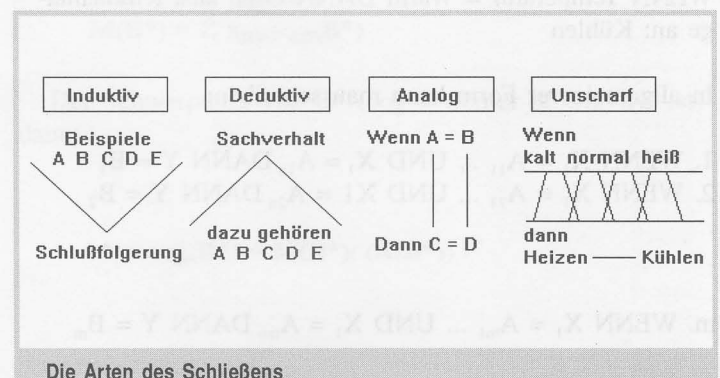 Induktiv
Beispiele
A B C D E
Schlußfolgerung
Deduktiv
Sachverhalt
dazu gehören
A B C D E
Analog
Wenn A = B
Dann C = D
Unscharf
Wenn
kalt normal heiß
dann
Heizen Kühlen
Die Arten des Schließens